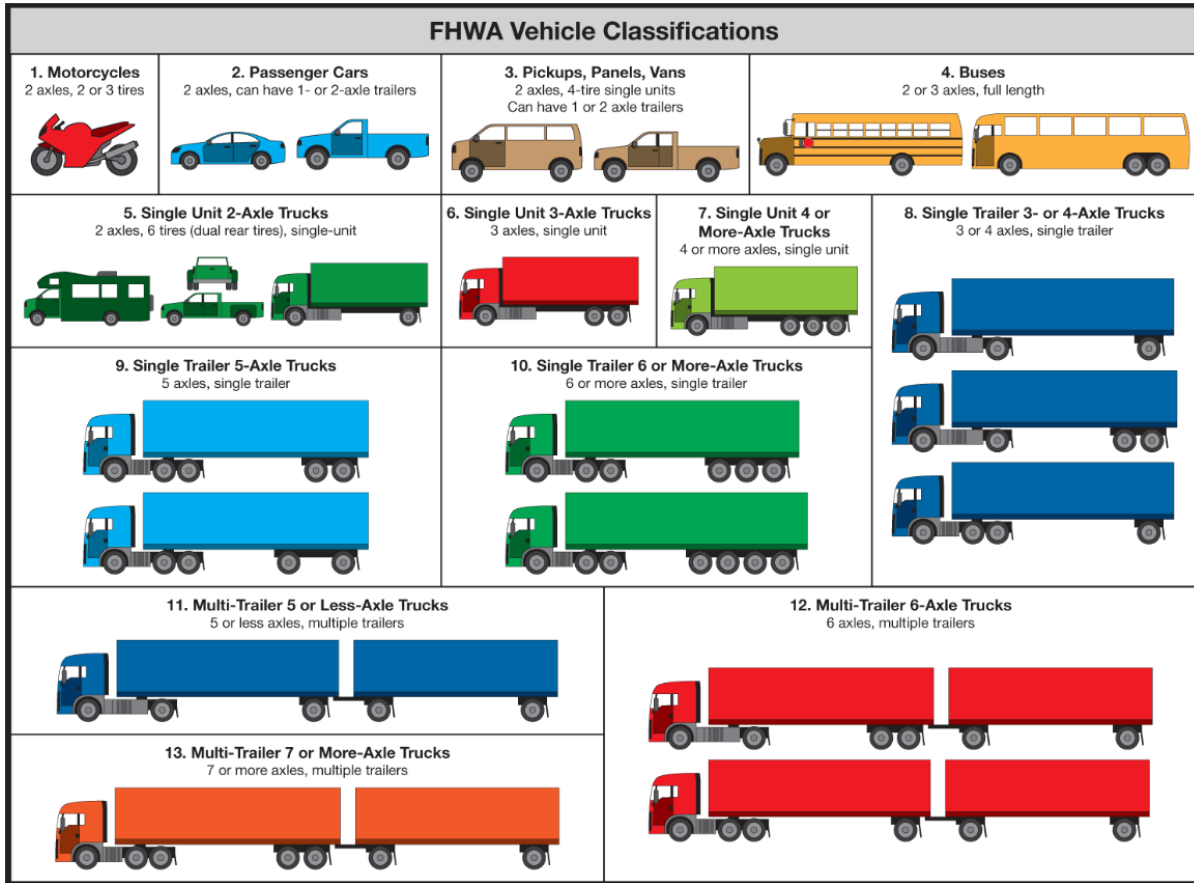 FHWA Vehicle Classifications
1. Motorcycles
2 axles, 2 or 3 tires
2. Passenger Cars
2 axles, can have 1- or 2-axle trailers
3. Pickups, Panels, Vans
2 axles, 4-tire single units
Can have 1 or 2 axle trailers
4. Buses
2 or 3 axles, full length
5. Single Unit 2-Axle Trucks
2 axles, 6 tires (dual rear tires), single-unit
6. Single Unit 3-Axle Trucks
3 axles, single unit
7. Single Unit 4 or
More-Axle Trucks
4 or more axles, single unit
8. Single Trailer 3- or 4-Axle Trucks
3 or 4 axles, single trailer
9. Single Trailer 5-Axle Trucks
5 axles, single trailer
10. Single Trailer 6 or More-Axle Trucks
6 or more axles, single trailer
11. Multi-Trailer 5 or Less-Axle Trucks
5 or less axles, multiple trailers
12. Multi-Trailer 6-Axle Trucks
6 axles, multiple trailers
13. Multi-Trailer 7 or More-Axle Trucks
7 or more axles, multiple trailers